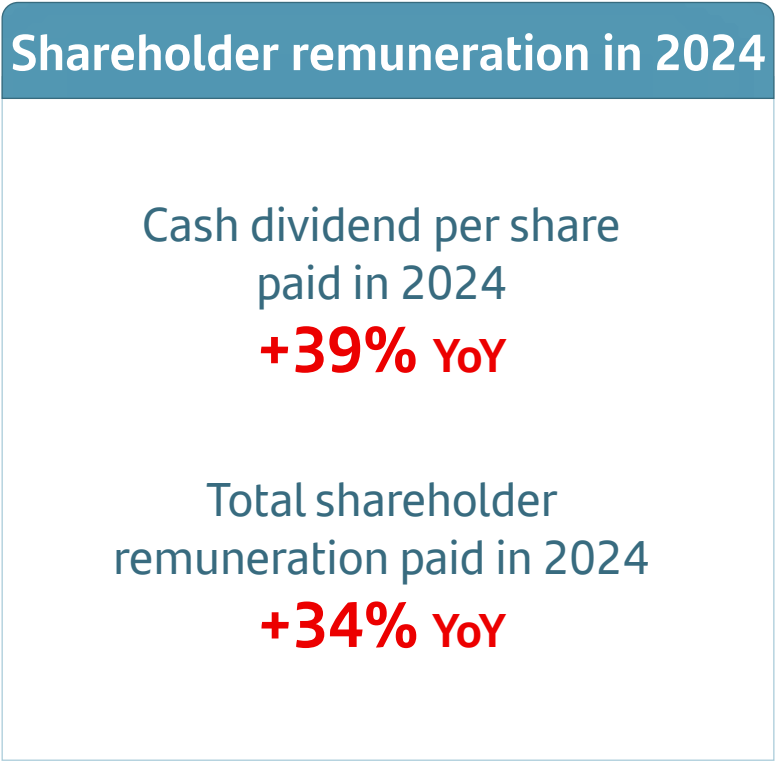 Shareholder remuneration in 2024
Cash dividend per share
paid in 2024
+39% YoY
Total shareholder
remuneration paid in 2024
+34% YoY